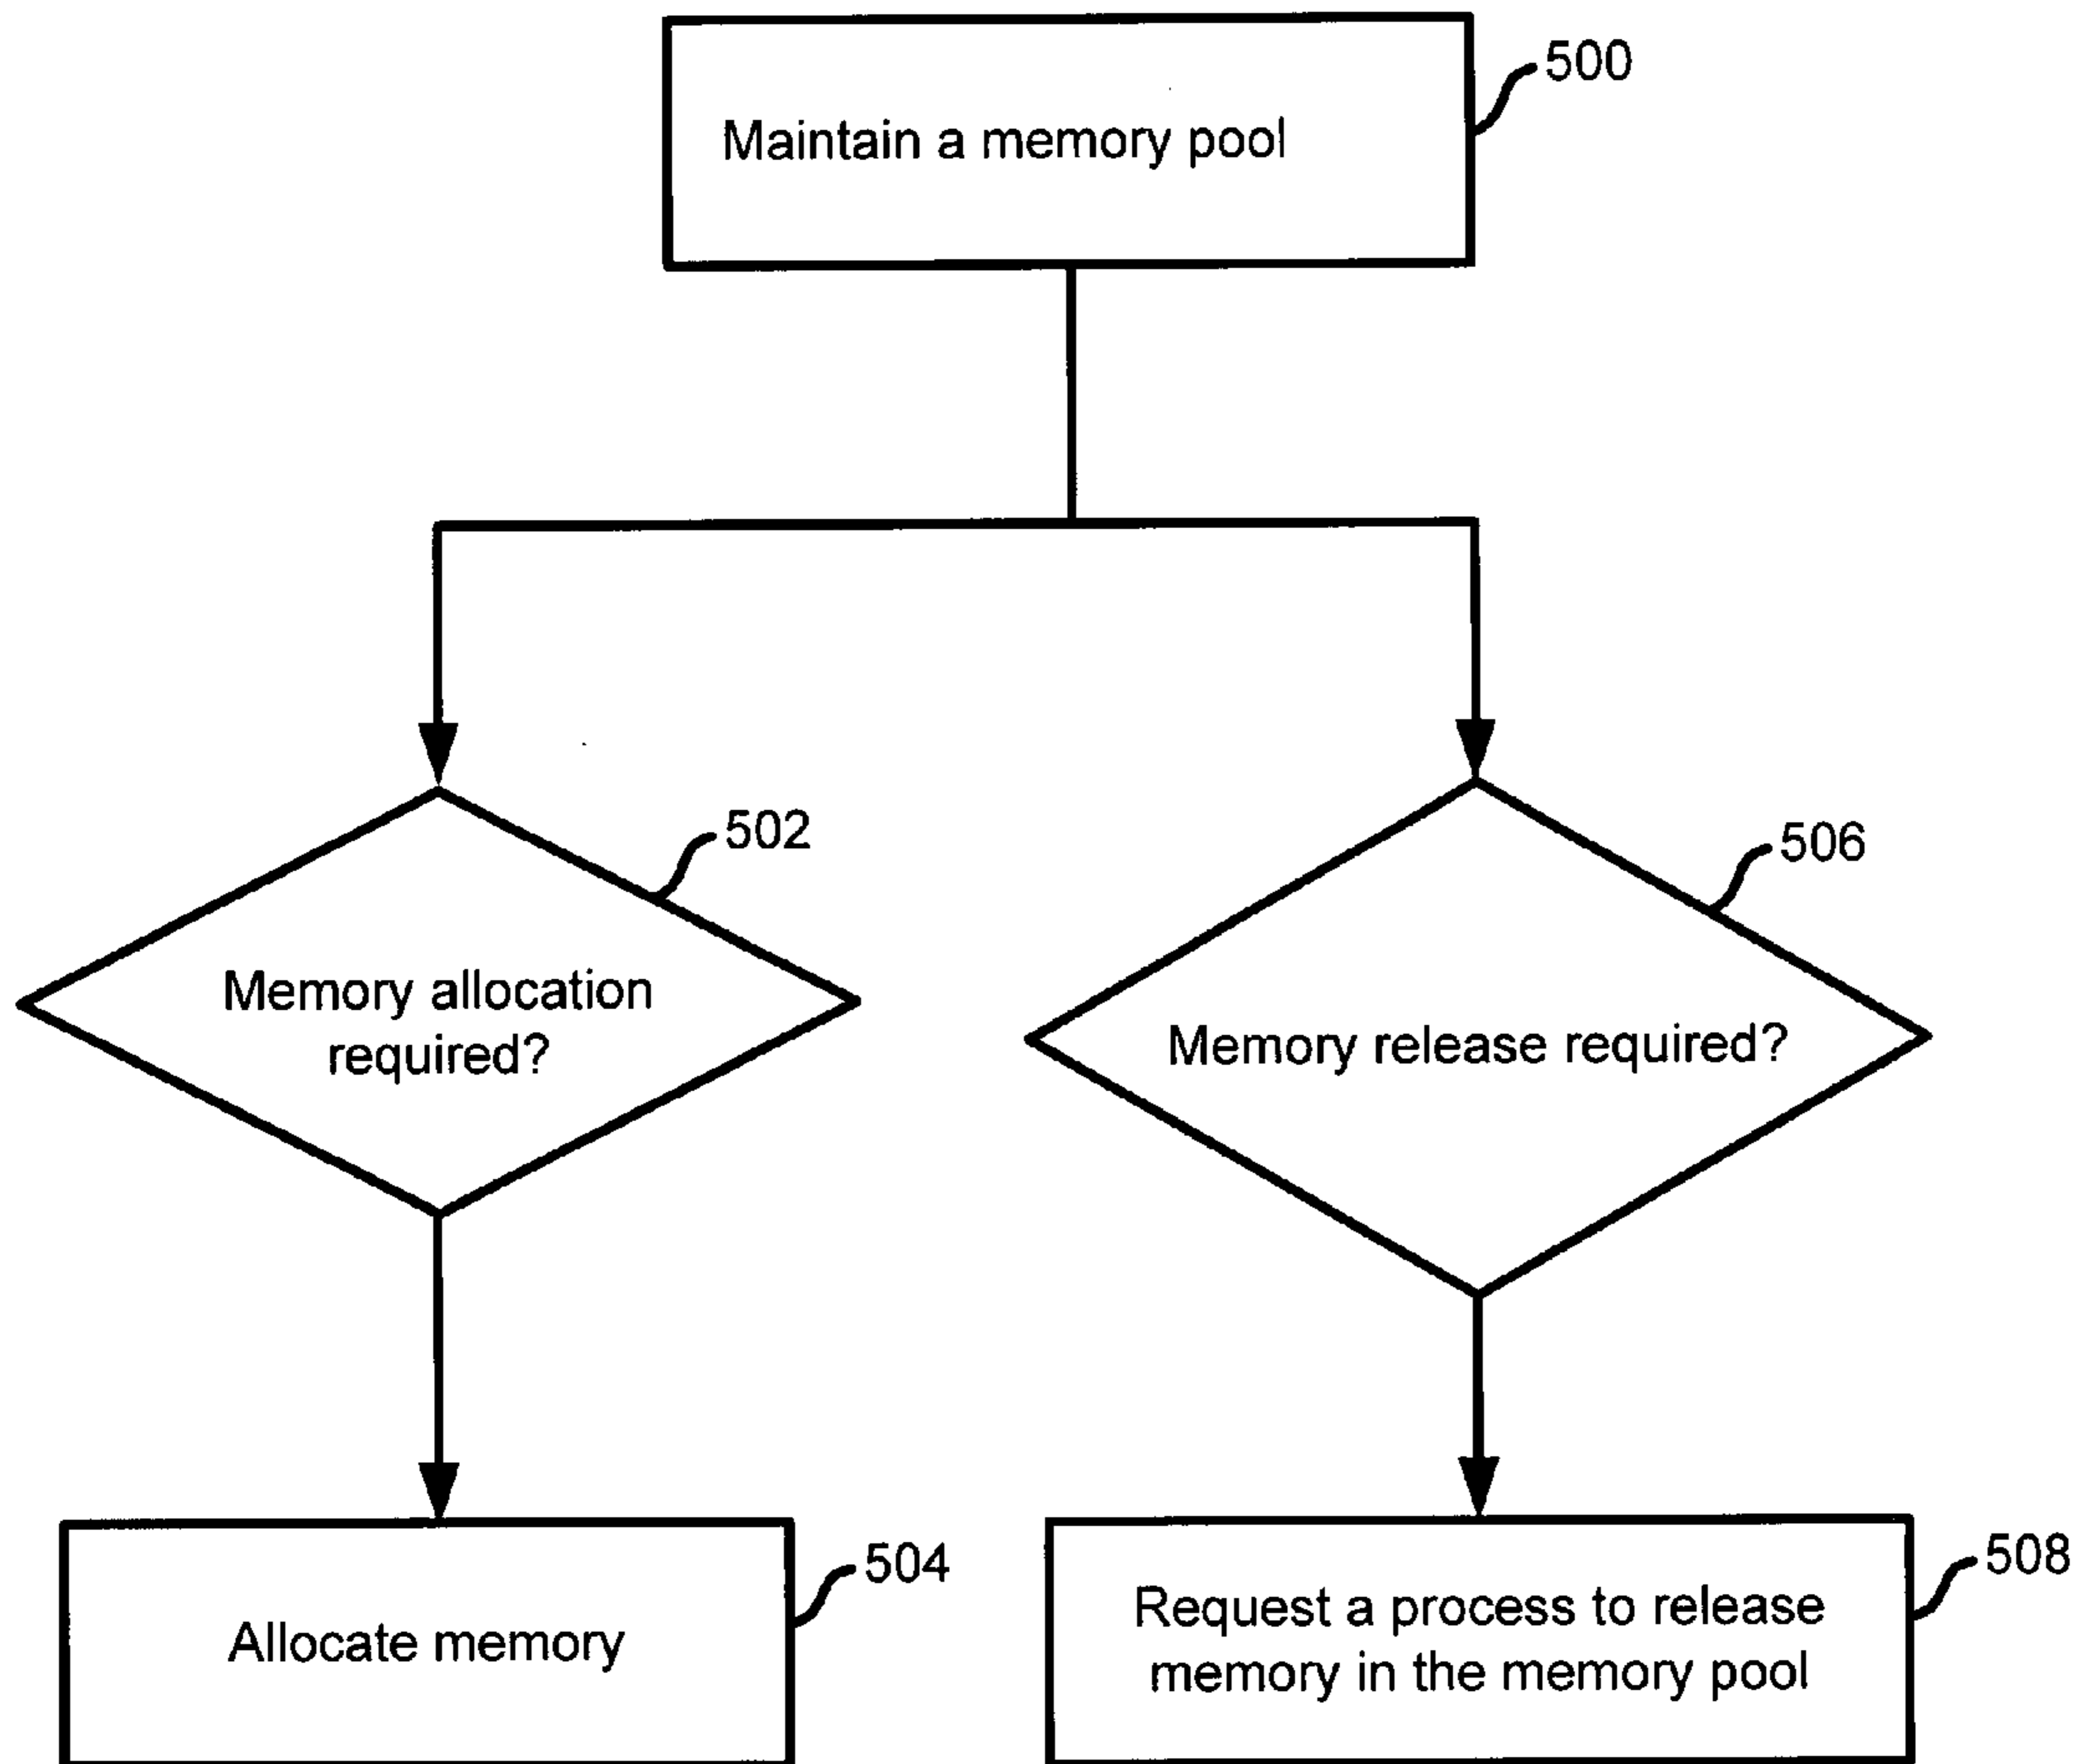 500
Maintain a memory pool
502
Memory allocation
required?
506
Memory release required?
504
Allocate memory
508
Request a process to release
memory in the memory pool